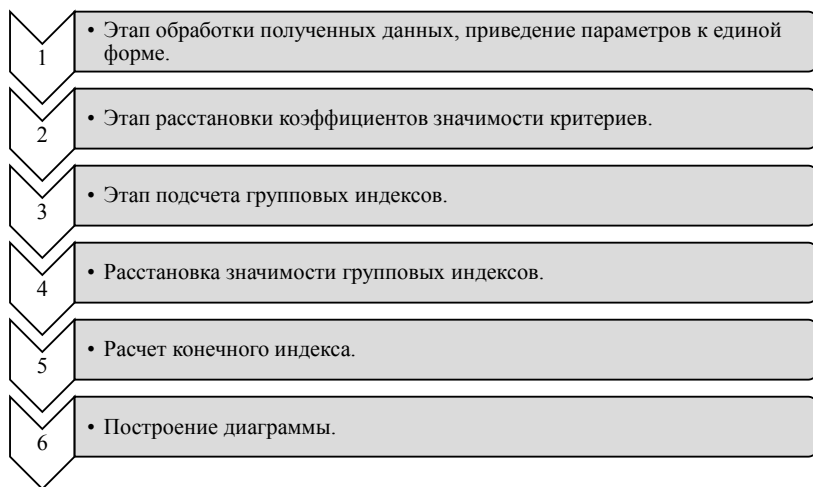 1
• Этап обработки полученных данных, приведение параметров к единой
форме.
2
• Этап расстановки коэффициентов значимости критериев.
3
• Этап подсчета групповых индексов.
4
• Расстановка значимости групповых индексов.
5
• Расчет конечного индекса.
6
• Построение диаграммы.